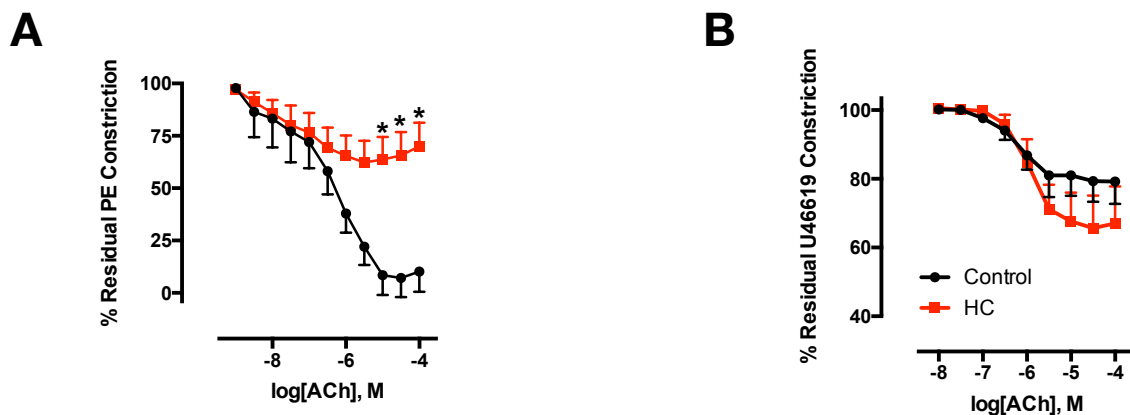 A
% Residual PE Constriction
100
75
50
25
0
* * *
-8 -6 -4
log[ACh], M
B
% Residual U46619 Constriction
100
80
60
40
Control
HC
-8 -7 -6 -5 -4
log[ACh], M